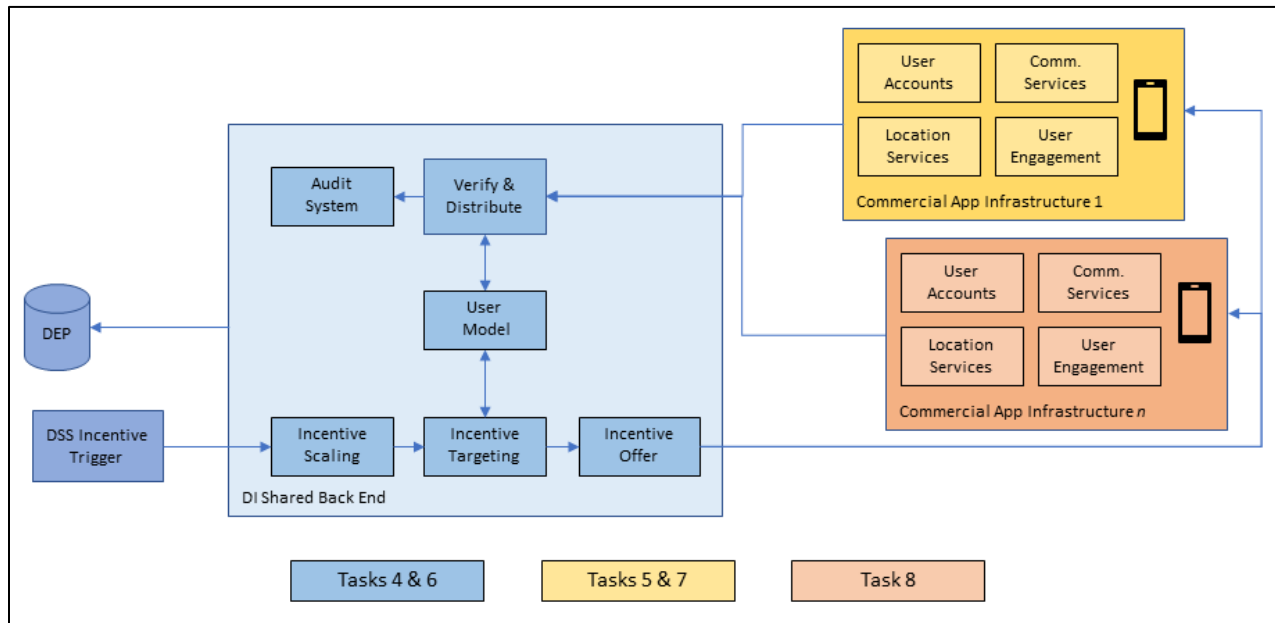 User
Accounts
Comm.
Services
Location
Services
User
Engagement
Commercial App Infrastructure 1
User
Accounts
Comm.
Services
Location
Services
User
Engagement
Commercial App Infrastructure n
Audit
System
Verify &
Distribute
User
Model
DEP
DSS Incentive
Trigger
Incentive
Scaling
Incentive
Targeting
Incentive
Offer
DI Shared Back End
Tasks 4 & 6
Tasks 5 & 7
Task 8